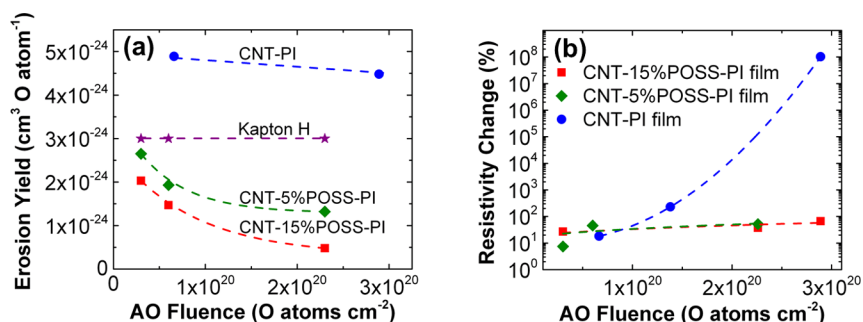 (a)
Erosion Yield (cm³ O atom⁻¹)
5x10⁻²⁴
4x10⁻²⁴
3x10⁻²⁴
2x10⁻²⁴
1x10⁻²⁴
0
CNT-PI
Kapton H
CNT-5%POSS-PI
CNT-15%POSS-PI
0
1x10²⁰
2x10²⁰
3x10²⁰
AO Fluence (O atoms cm⁻²)
(b)
Resistivity Change (%)
10⁸
10⁷
10⁶
10⁵
10⁴
10³
10²
10¹
10⁰
CNT-15%POSS-PI film
CNT-5%POSS-PI film
CNT-PI film
1x10²⁰
2x10²⁰
3x10²⁰
AO Fluence (O atoms cm⁻²)